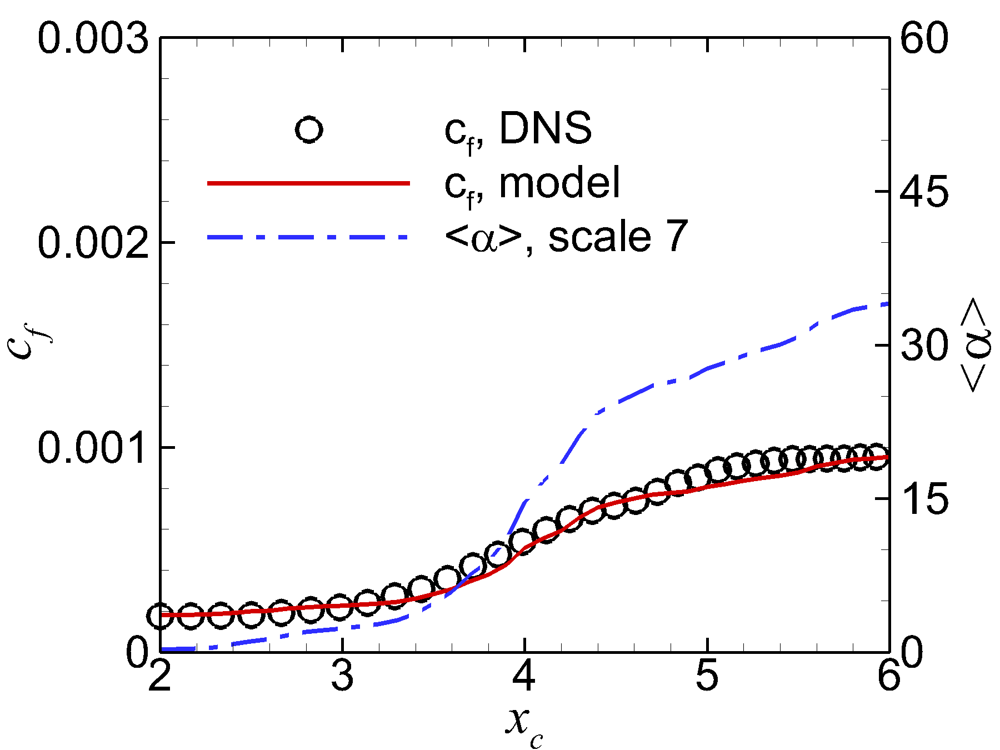 0.003
0.002
0.001
0
c_f
c_f, DNS
c_f, model
<α>, scale 7
60
45
30
15
0
<α>
2 3 4 5 6
x_c